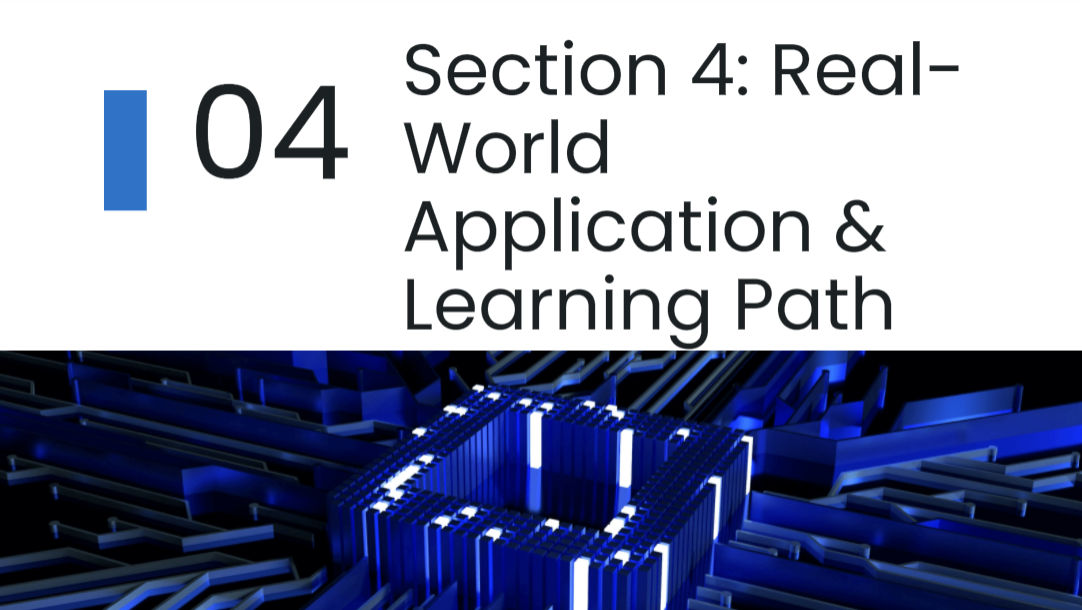 04
Section 4: Real-
World
Application &
Learning Path